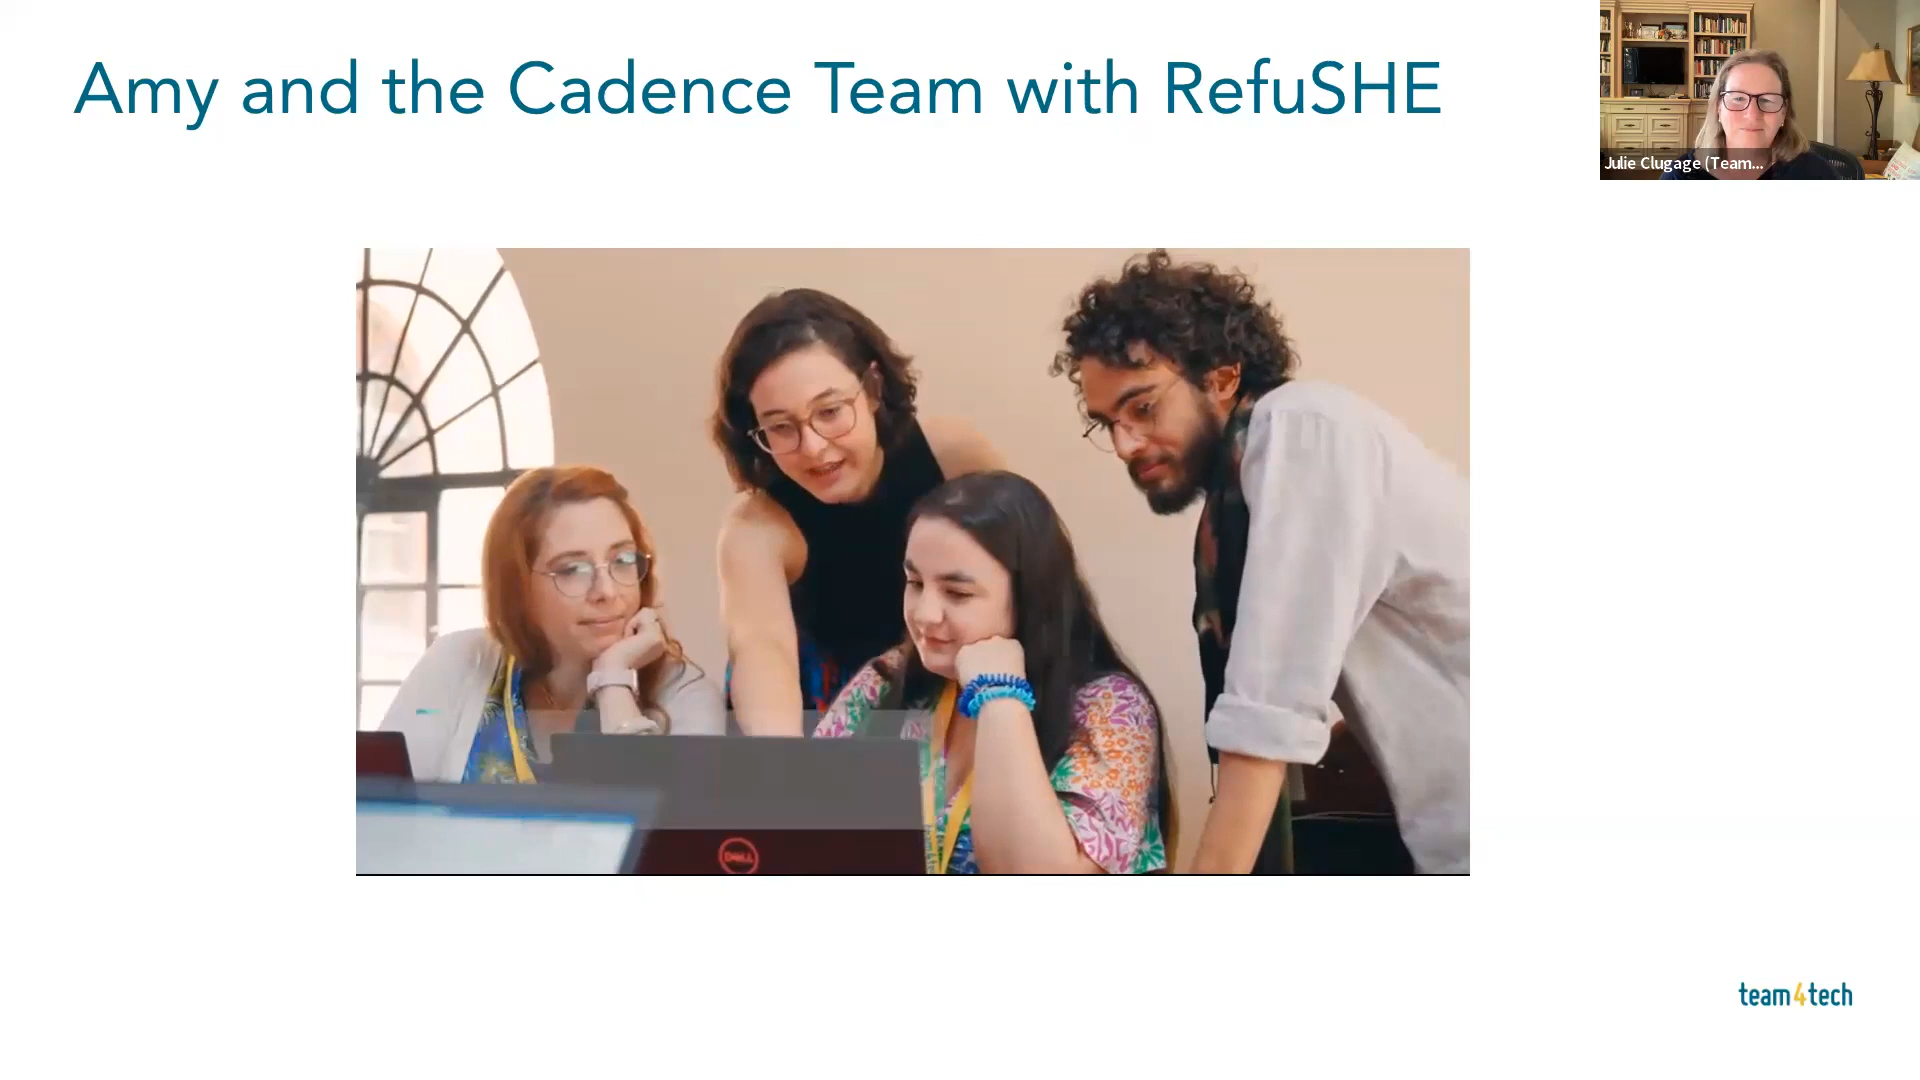 Amy and the Cadence Team with RefuSHE
Julie Clugage (Team...
DELL
team4tech